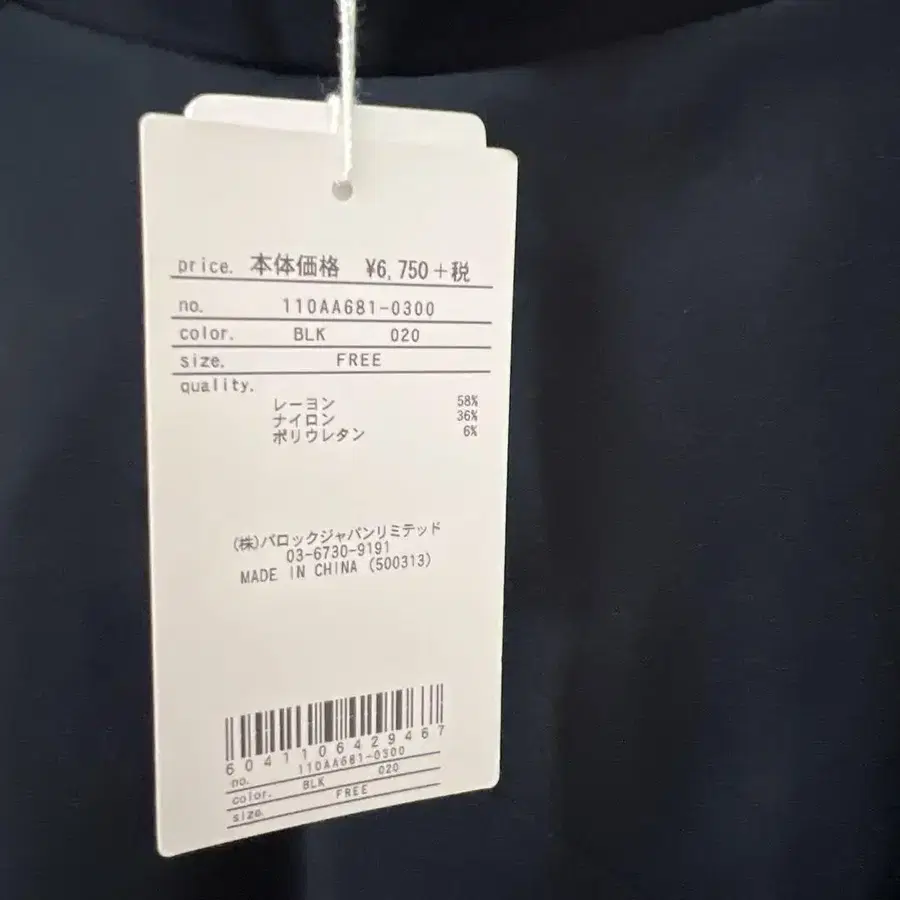 price. 本体価格 ¥6,750+税
no. 110AA681-0300
color. BLK 020
size. FREE
quality.
レーヨン 58%
ナイロン 36%
ポリウレタン 6%
(株)バロックジャパンリミテッド
03-6730-9191
MADE IN CHINA (500313)
6041106429467
no. 110AA681-0300
color. BLK 020
size. FREE